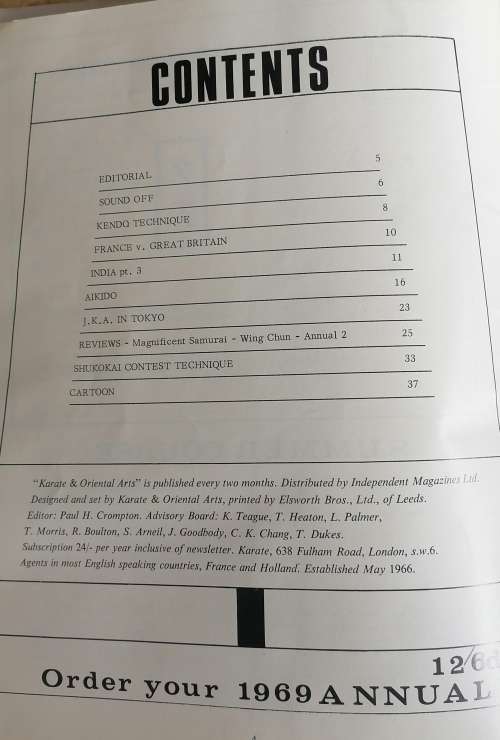 CONTENTS
EDITORIAL 5
SOUND OFF 6
KENDO TECHNIQUE 8
FRANCE v. GREAT BRITAIN 10
INDIA pt. 3 11
AIKIDO 16
J.K.A. IN TOKYO 23
REVIEWS - Magnificent Samurai - Wing Chun - Annual 2 25
SHUKOKAI CONTEST TECHNIQUE 33
CARTOON 37
"Karate & Oriental Arts" is published every two months. Distributed by Independent Magazines Ltd.
Designed and set by Karate & Oriental Arts, printed by Elsworth Bros., Ltd., of Leeds.
Editor: Paul H. Crompton. Advisory Board: K. Teague, T. Heaton, L. Palmer,
T. Morris, R. Boulton, S. Arneil, J. Goodbody, C. K. Chang, T. Dukes.
Subscription 24/- per year inclusive of newsletter. Karate, 638 Fulham Road, London, s.w.6.
Agents in most English speaking countries, France and Holland. Established May 1966.
12/6d
Order your 1969 ANNUAL